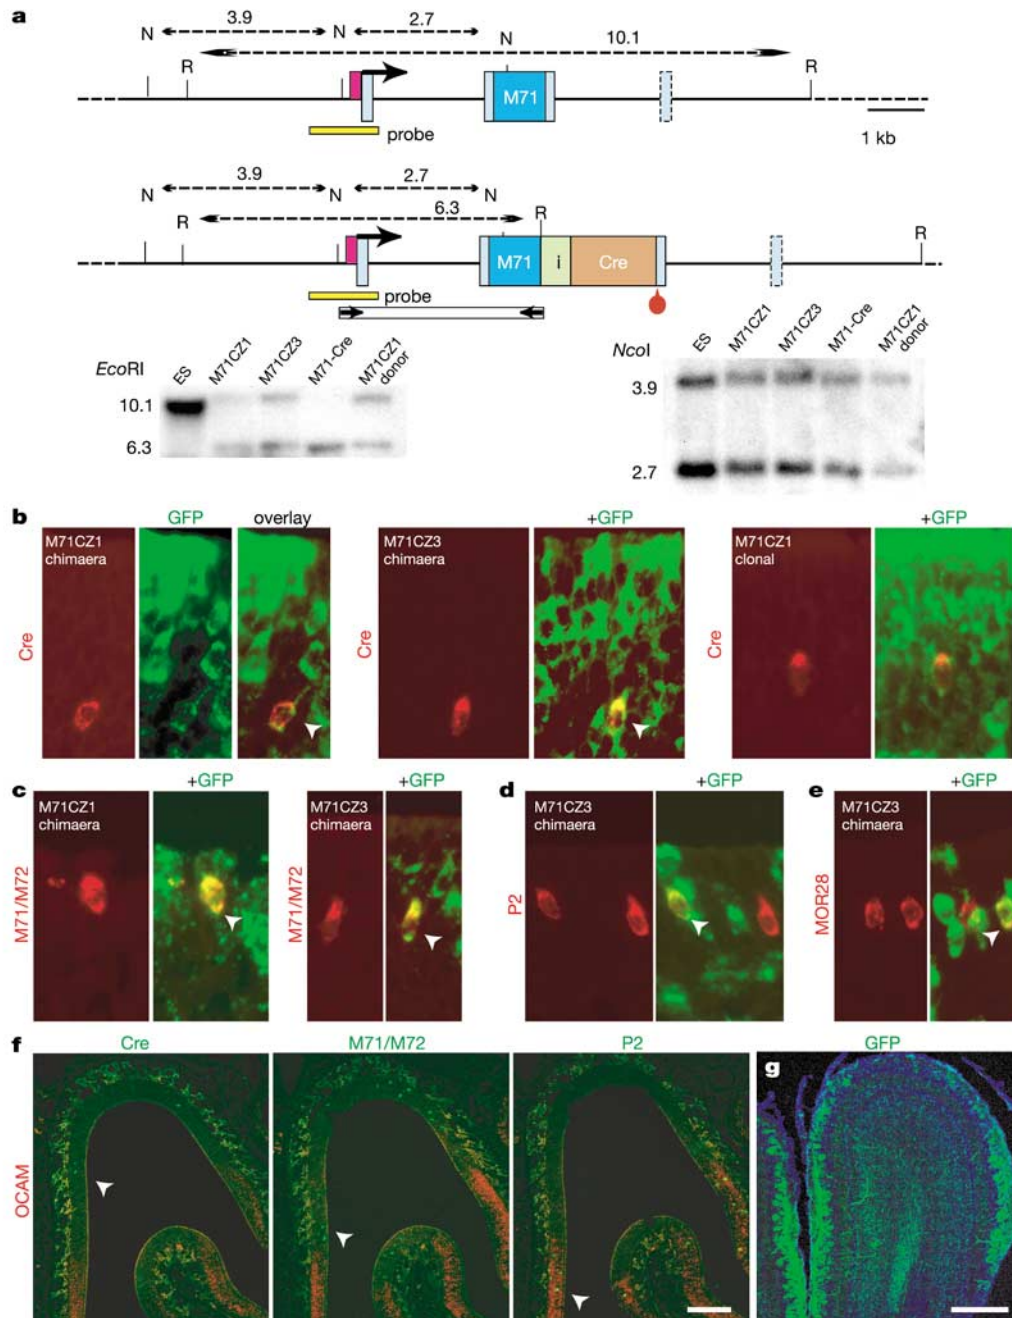 a
3.9 2.7
N N N 10.1
R R
M71
probe
1 kb
3.9 2.7
N N N
R 6.3 R R
M71 i Cre
probe
EcoRI
ES M71CZ1 M71CZ3 M71-Cre M71CZ1 donor
10.1
6.3
NcoI
ES M71CZ1 M71CZ3 M71-Cre M71CZ1 donor
3.9
2.7
b
GFP overlay +GFP +GFP
M71CZ1 chimaera
Cre
M71CZ3 chimaera
Cre
M71CZ1 clonal
Cre
c
+GFP +GFP
M71CZ1 chimaera
M71/M72
M71CZ3 chimaera
M71/M72
d
+GFP
M71CZ3 chimaera
P2
e
+GFP
M71CZ3 chimaera
MOR28
f
Cre M71/M72 P2
OCAM
g
GFP